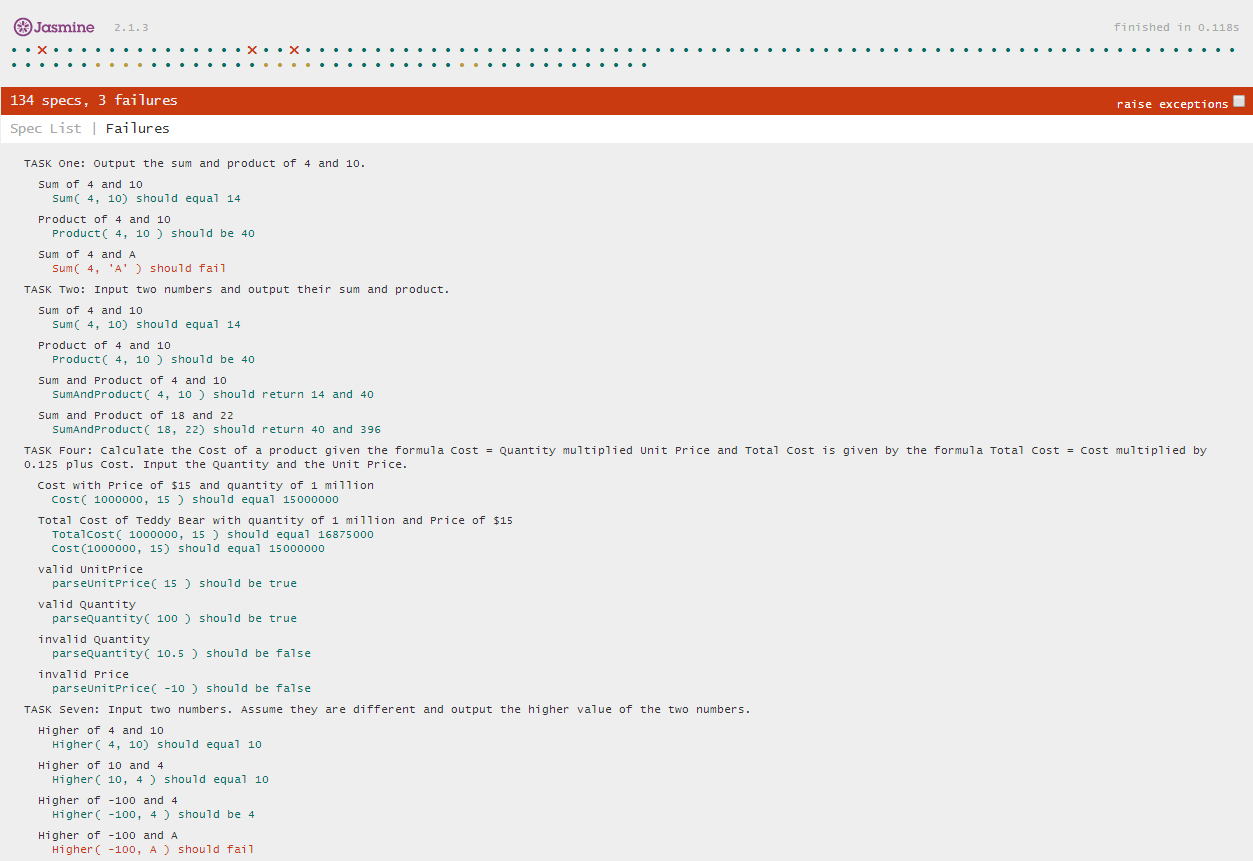 Jasmine 2.1.3 finished in 0.118s
134 specs, 3 failures raise exceptions
Spec List | Failures
TASK One: Output the sum and product of 4 and 10.
Sum of 4 and 10
Sum( 4, 10) should equal 14
Product of 4 and 10
Product( 4, 10 ) should be 40
Sum of 4 and A
Sum( 4, 'A' ) should fail
TASK Two: Input two numbers and output their sum and product.
Sum of 4 and 10
Sum( 4, 10) should equal 14
Product of 4 and 10
Product( 4, 10 ) should be 40
Sum and Product of 4 and 10
SumAndProduct( 4, 10 ) should return 14 and 40
Sum and Product of 18 and 22
SumAndProduct( 18, 22) should return 40 and 396
TASK Four: Calculate the Cost of a product given the formula Cost = Quantity multiplied Unit Price and Total Cost is given by the formula Total Cost = Cost multiplied by
0.125 plus Cost. Input the Quantity and the Unit Price.
Cost with Price of $15 and quantity of 1 million
Cost( 1000000, 15 ) should equal 15000000
Total Cost of Teddy Bear with quantity of 1 million and Price of $15
TotalCost( 1000000, 15 ) should equal 16875000
Cost(1000000, 15) should equal 15000000
valid UnitPrice
parseUnitPrice( 15 ) should be true
valid Quantity
parseQuantity( 100 ) should be true
invalid Quantity
parseQuantity( 10.5 ) should be false
invalid Price
parseUnitPrice( -10 ) should be false
TASK Seven: Input two numbers. Assume they are different and output the higher value of the two numbers.
Higher of 4 and 10
Higher( 4, 10) should equal 10
Higher of 10 and 4
Higher( 10, 4 ) should equal 10
Higher of -100 and 4
Higher( -100, 4 ) should be 4
Higher of -100 and A
Higher( -100, A ) should fail